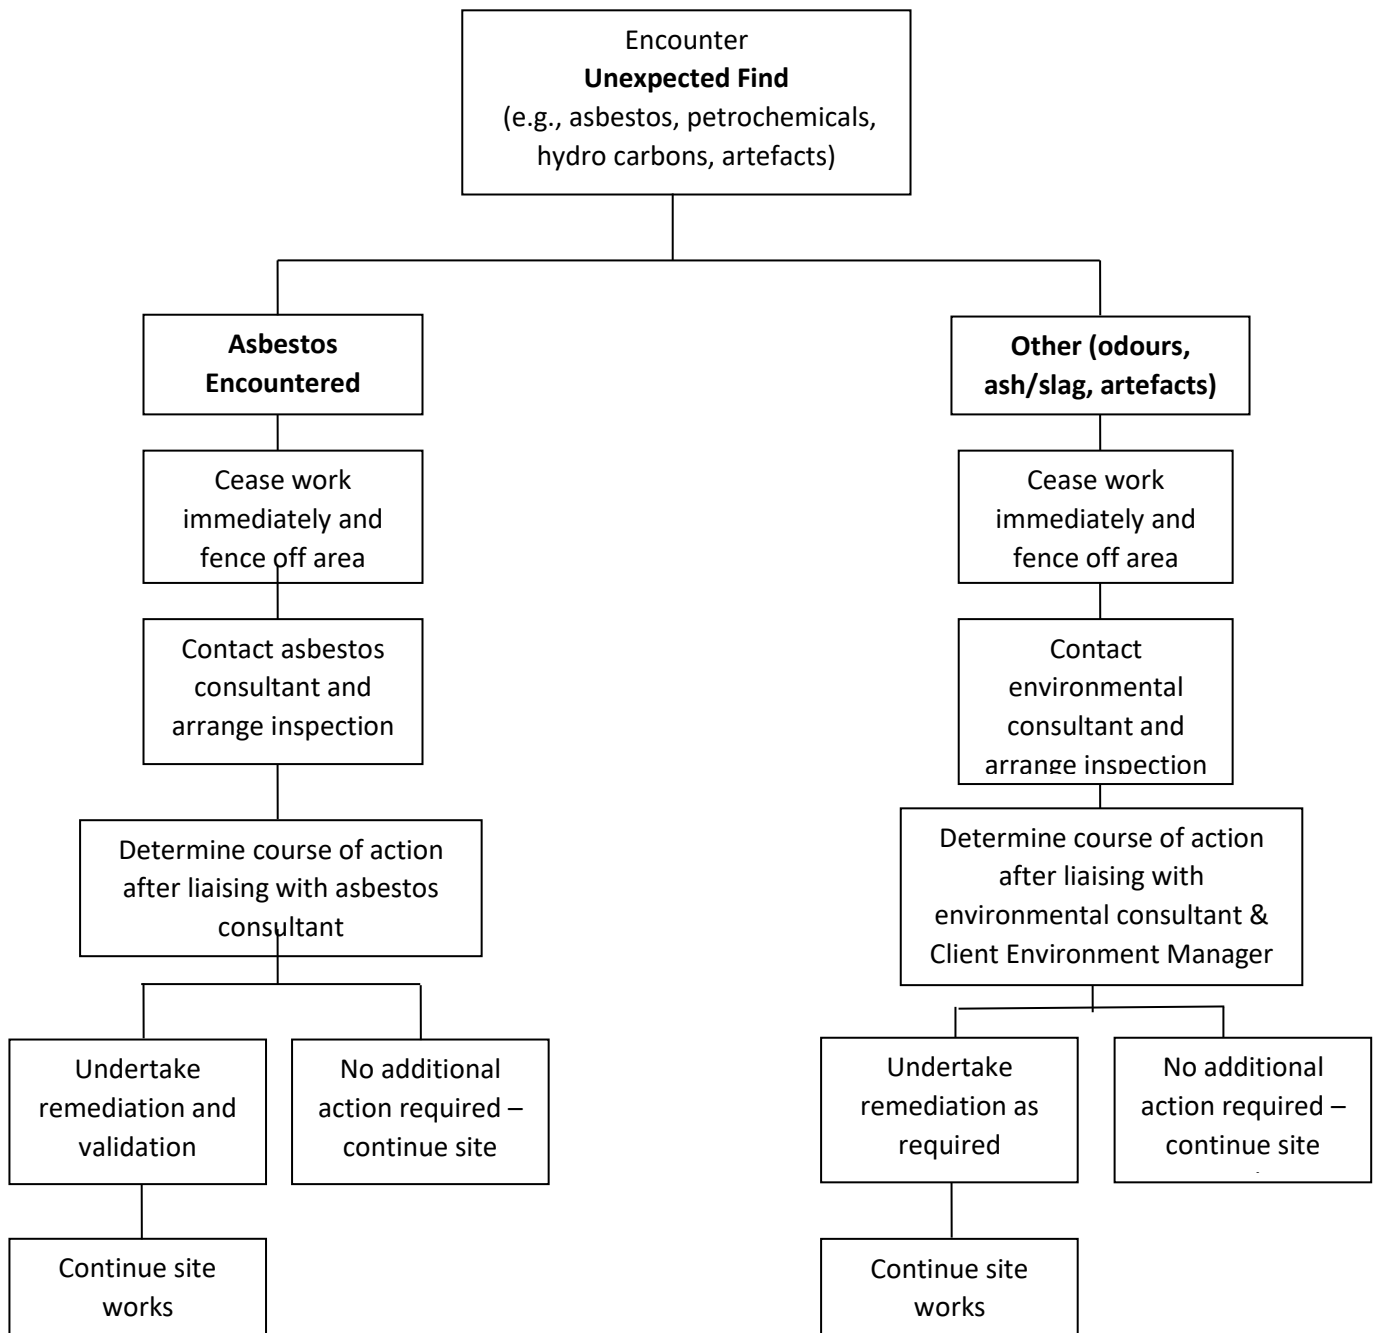 Encounter
Unexpected Find
(e.g., asbestos, petrochemicals,
hydro carbons, artefacts)
Asbestos
Encountered
Other (odours,
ash/slag, artefacts)
Cease work
immediately and
fence off area
Cease work
immediately and
fence off area
Contact asbestos
consultant and
arrange inspection
Contact
environmental
consultant and
arrange inspection
Determine course of action
after liaising with asbestos
consultant
Determine course of action
after liaising with
environmental consultant &
Client Environment Manager
Undertake
remediation and
validation
No additional
action required –
continue site
Undertake
remediation as
required
No additional
action required –
continue site
Continue site
works
Continue site
works